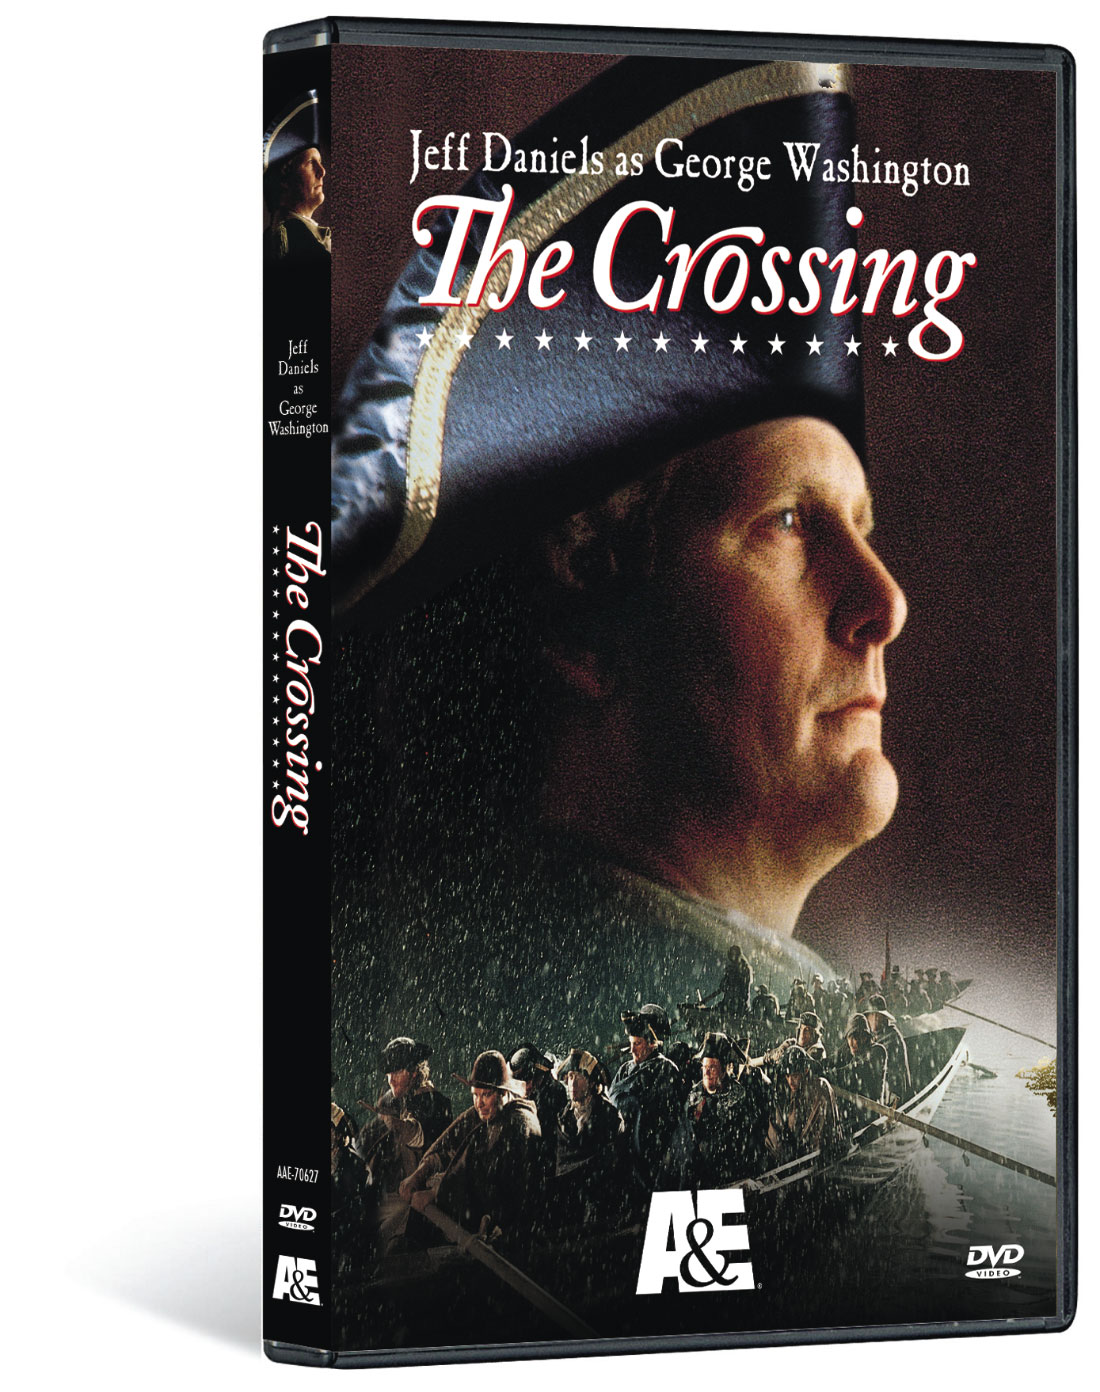 Jeff Daniels as George Washington
The Crossing
A&E
DVD
VIDEO
Jeff
Daniels
as
George
Washington
The Crossing
AAE-70627
DVD
VIDEO
A&E